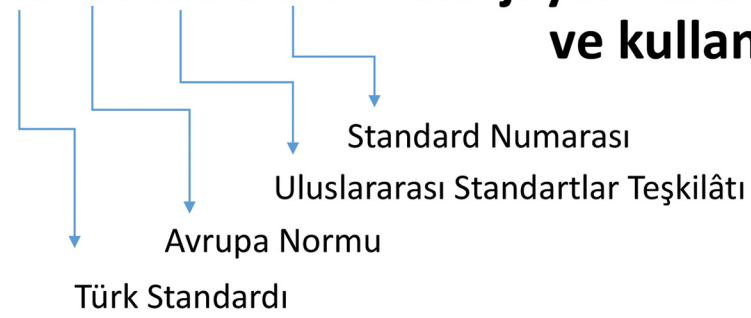 ve kullan
Standard Numarası
Uluslararası Standartlar Teşkilâtı
Avrupa Normu
Türk Standardı